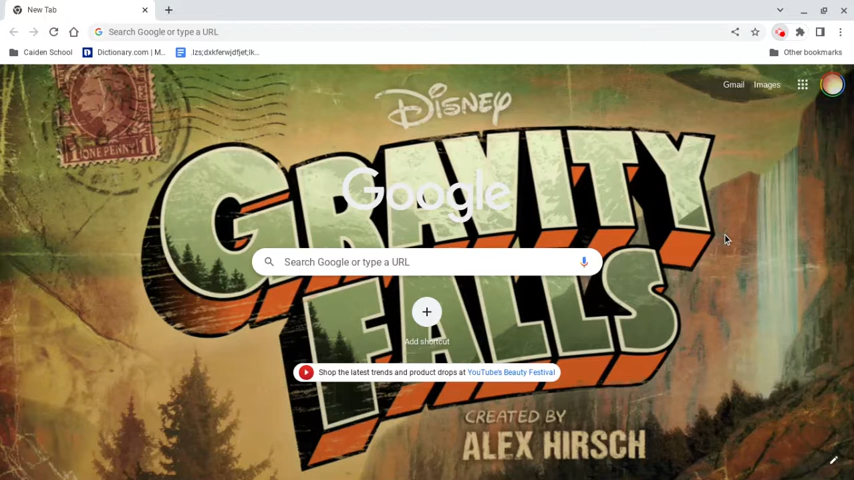 New Tab
Search Google or type a URL
Caiden School
Dictionary.com | M...
.lzs;dxkferwjdfjet;lk...
Other bookmarks
Gmail
Images
ONE PENNY
DISNEY
GRAVITY
Google
Search Google or type a URL
FALLS
Add shortcut
Shop the latest trends and product drops at YouTube's Beauty Festival
CREATED BY
ALEX HIRSCH